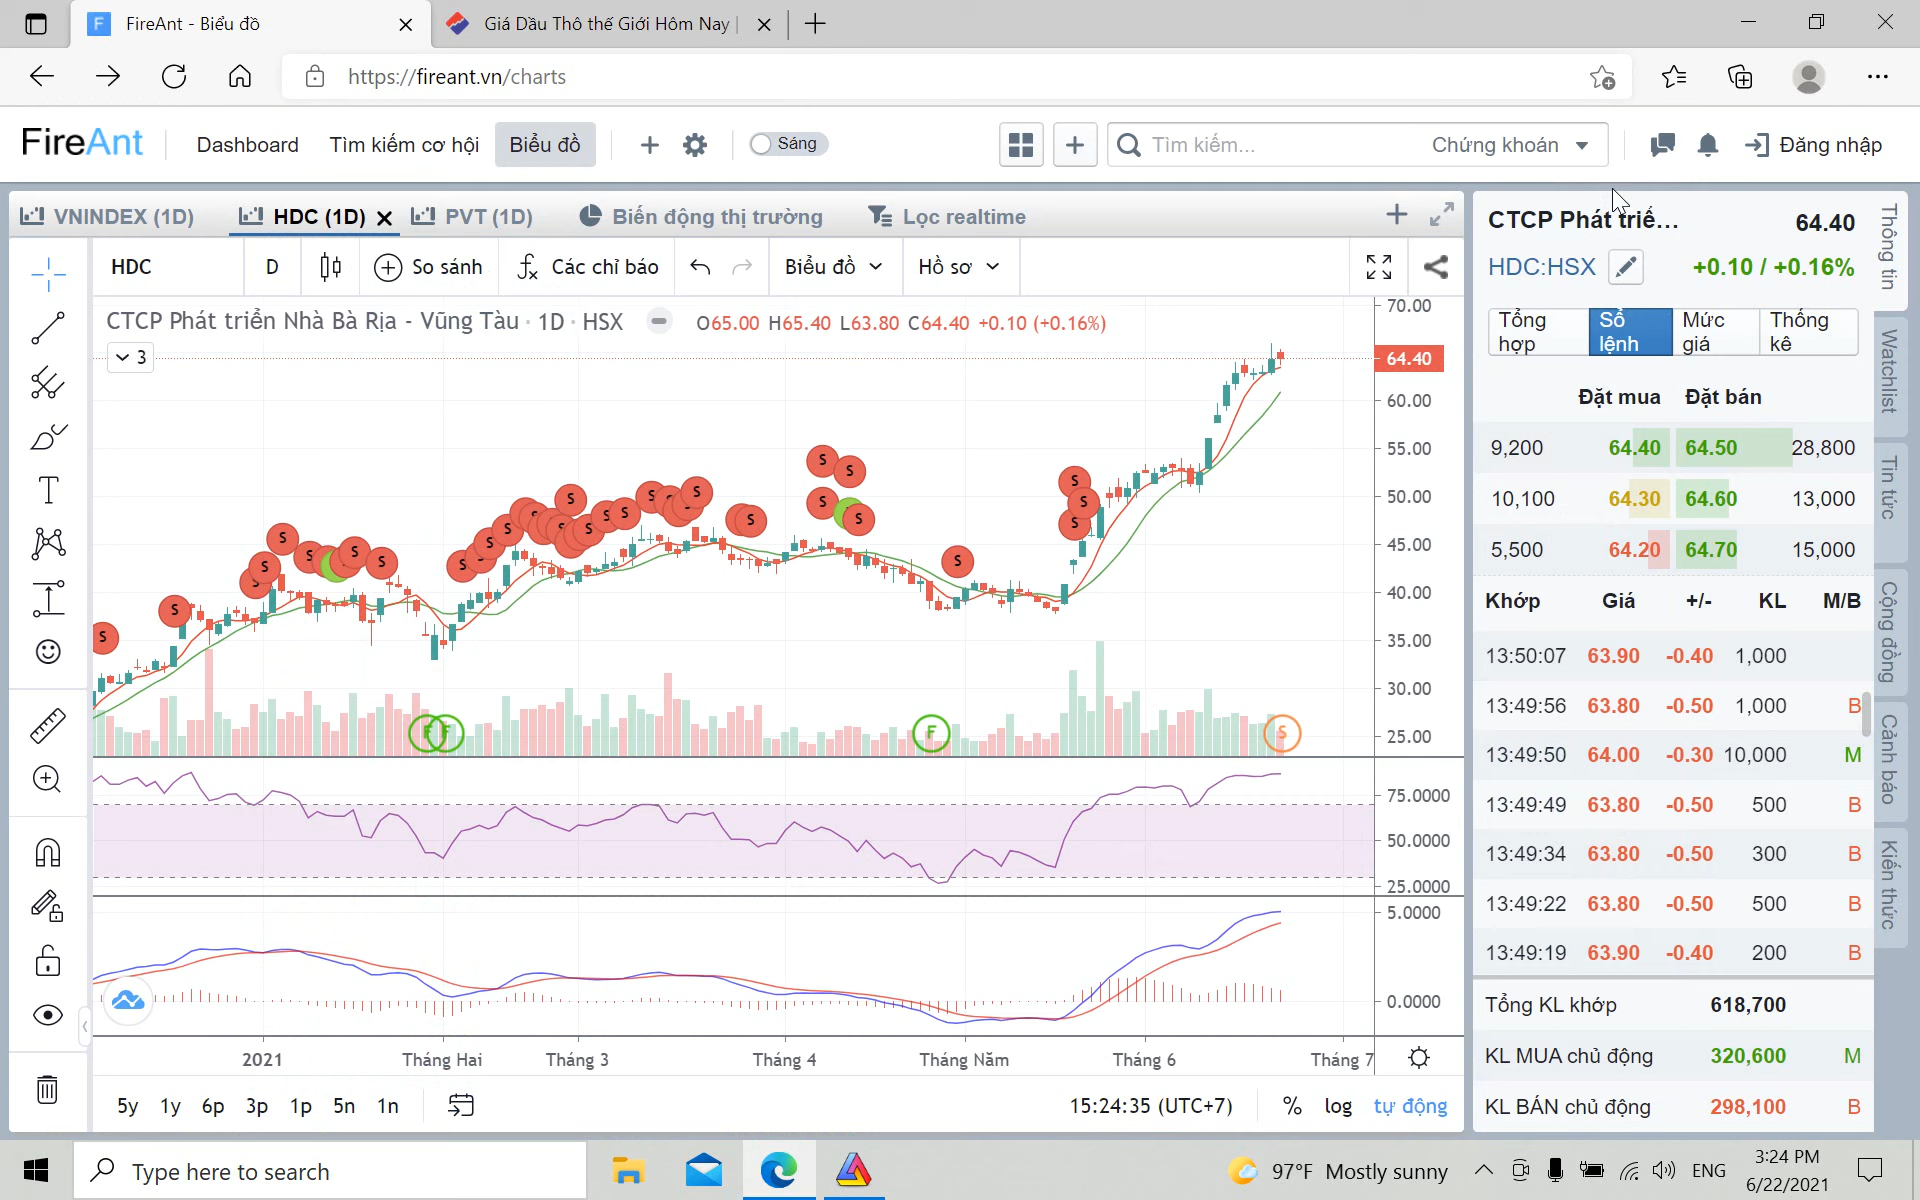 FireAnt - Biểu đồ
Giá Dầu Thô thế Giới Hôm Nay |
https://fireant.vn/charts
FireAnt
Dashboard
Tìm kiếm cơ hội
Biểu đồ
Sáng
Tìm kiếm...
Chứng khoán
Đăng nhập
VNINDEX (1D)
HDC (1D)
PVT (1D)
Biến động thị trường
Lọc realtime
HDC
D
So sánh
Các chỉ báo
Biểu đồ
Hồ sơ
CTCP Phát triển Nhà Bà Rịa - Vũng Tàu · 1D · HSX
O65.00 H65.40 L63.80 C64.40 +0.10 (+0.16%)
3
70.00
64.40
60.00
55.00
50.00
45.00
40.00
35.00
30.00
25.00
75.0000
50.0000
25.0000
5.0000
0.0000
2021
Tháng Hai
Tháng 3
Tháng 4
Tháng Năm
Tháng 6
Tháng 7
5y 1y 6p 3p 1p 5n 1n
15:24:35 (UTC+7)
% log tự động
CTCP Phát triể...
64.40
HDC:HSX
+0.10 / +0.16%
Tổng hợp
Sổ lệnh
Mức giá
Thống kê
Đặt mua Đặt bán
9,200 64.40 64.50 28,800
10,100 64.30 64.60 13,000
5,500 64.20 64.70 15,000
Khớp Giá +/- KL M/B
13:50:07 63.90 -0.40 1,000
13:49:56 63.80 -0.50 1,000 B
13:49:50 64.00 -0.30 10,000 M
13:49:49 63.80 -0.50 500 B
13:49:34 63.80 -0.50 300 B
13:49:22 63.80 -0.50 500 B
13:49:19 63.90 -0.40 200 B
Tổng KL khớp 618,700
KL MUA chủ động 320,600 M
KL BÁN chủ động 298,100 B
Thông tin
Watchlist
Tin tức
Cộng đồng
Cảnh báo
Kiến thức
Type here to search
97°F Mostly sunny
ENG
3:24 PM
6/22/2021